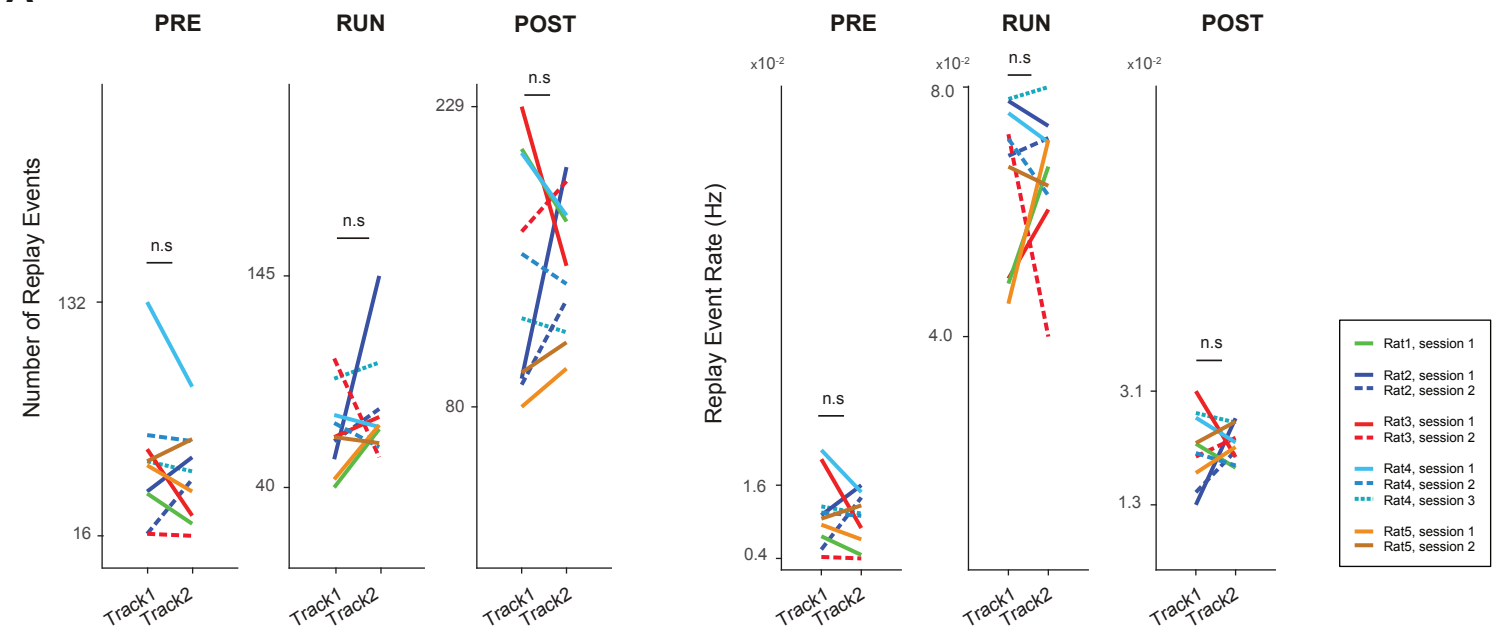 PRE RUN POST PRE RUN POST
x10-2 x10-2 x10-2
n.s n.s n.s n.s n.s n.s
Number of Replay Events
132
16
145
40
229
80
Replay Event Rate (Hz)
1.6
0.4
8.0
4.0
3.1
1.3
Track1 Track2 Track1 Track2 Track1 Track2 Track1 Track2 Track1 Track2 Track1 Track2
Rat1, session 1
Rat2, session 1
Rat2, session 2
Rat3, session 1
Rat3, session 2
Rat4, session 1
Rat4, session 2
Rat4, session 3
Rat5, session 1
Rat5, session 2